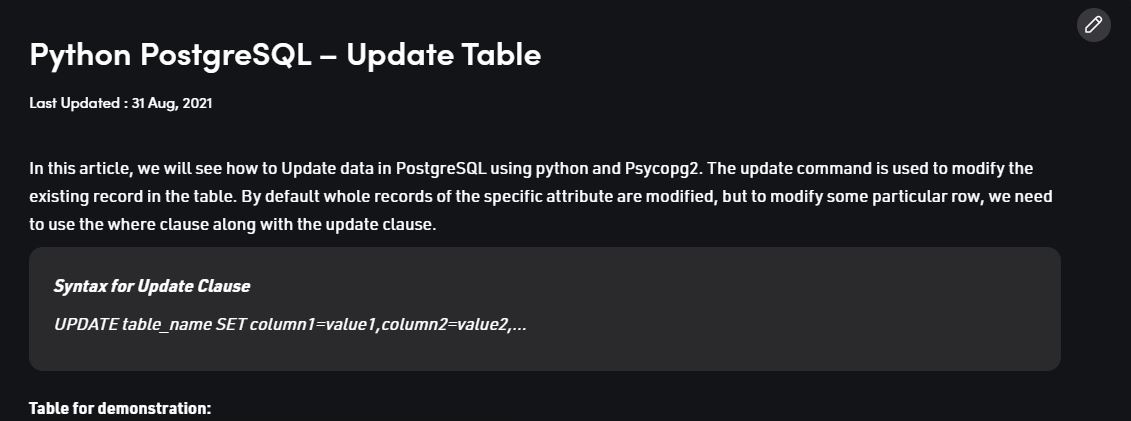 Python PostgreSQL – Update Table
Last Updated : 31 Aug, 2021
In this article, we will see how to Update data in PostgreSQL using python and Psycopg2. The update command is used to modify the
existing record in the table. By default whole records of the specific attribute are modified, but to modify some particular row, we need
to use the where clause along with the update clause.
Syntax for Update Clause
UPDATE table_name SET column1=value1,column2=value2,…
Table for demonstration: